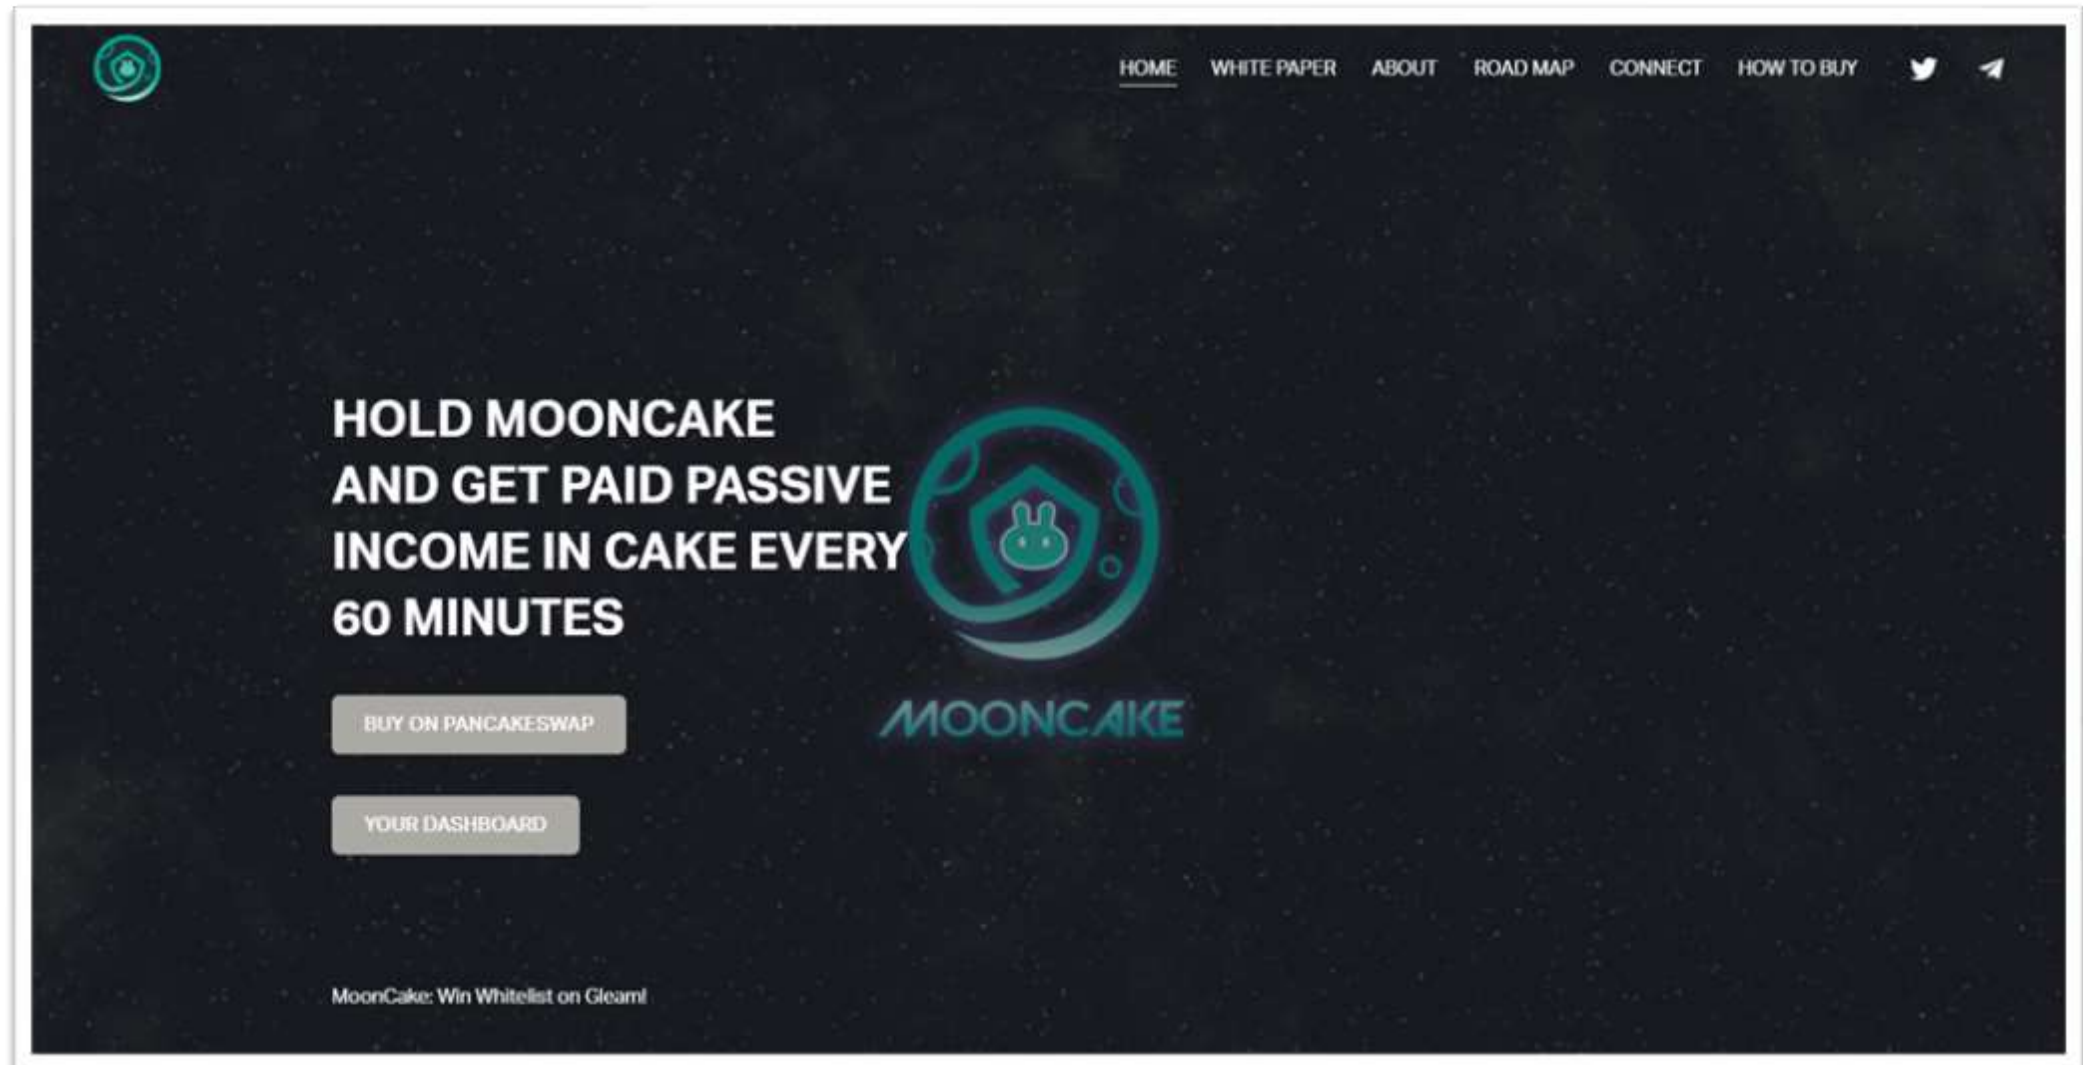 HOME WHITE PAPER ABOUT ROAD MAP CONNECT HOW TO BUY
HOLD MOONCAKE
AND GET PAID PASSIVE
INCOME IN CAKE EVERY
60 MINUTES
MOONCAKE
BUY ON PANCAKESWAP
YOUR DASHBOARD
MoonCake: Win Whitelist on Gleam!